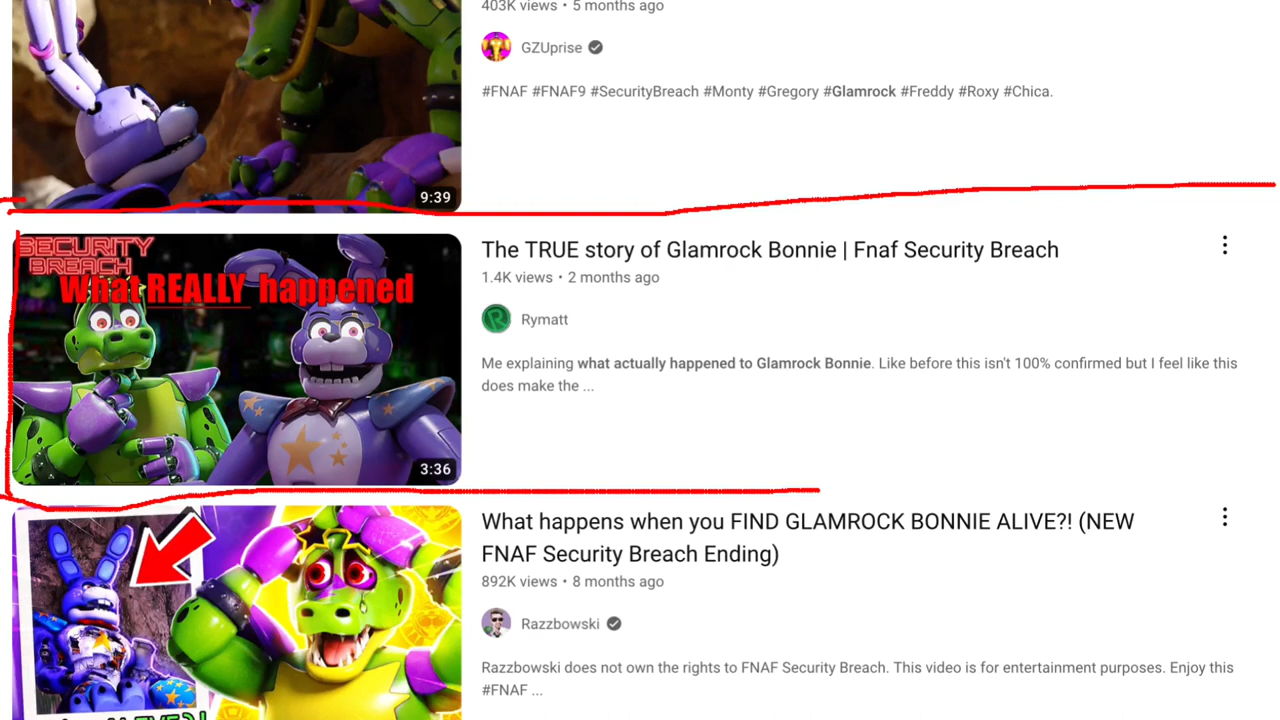 403K views • 5 months ago
GZUprise
#FNAF #FNAF9 #SecurityBreach #Monty #Gregory #Glamrock #Freddy #Roxy #Chica.
9:39
SECURITY
BREACH
What REALLY happened
3:36
The TRUE story of Glamrock Bonnie | Fnaf Security Breach
1.4K views • 2 months ago
R
Rymatt
Me explaining what actually happened to Glamrock Bonnie. Like before this isn't 100% confirmed but I feel like this
does make the ...
What happens when you FIND GLAMROCK BONNIE ALIVE?! (NEW
FNAF Security Breach Ending)
892K views • 8 months ago
Razzbowski
Razzbowski does not own the rights to FNAF Security Breach. This video is for entertainment purposes. Enjoy this
#FNAF ...